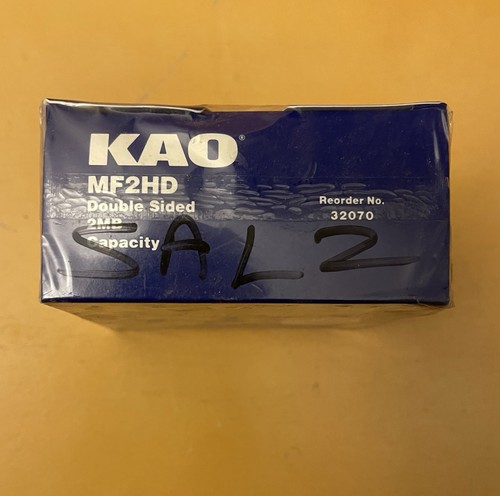 KAO®
MF2HD
Double Sided
2MB
Capacity
Reorder No.
32070
SALZ